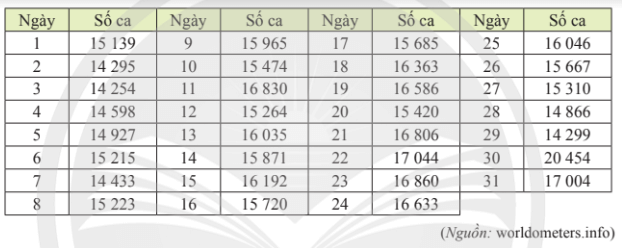 Ngày Số ca Ngày Số ca Ngày Số ca Ngày Số ca
1 15 139 9 15 965 17 15 685 25 16 046
2 14 295 10 15 474 18 16 363 26 15 667
3 14 254 11 16 830 19 16 586 27 15 310
4 14 598 12 15 264 20 15 420 28 14 866
5 14 927 13 16 035 21 16 806 29 14 299
6 15 215 14 15 871 22 17 044 30 20 454
7 14 433 15 16 192 23 16 860 31 17 004
8 15 223 16 15 720 24 16 633
(Nguồn: worldometers.info)